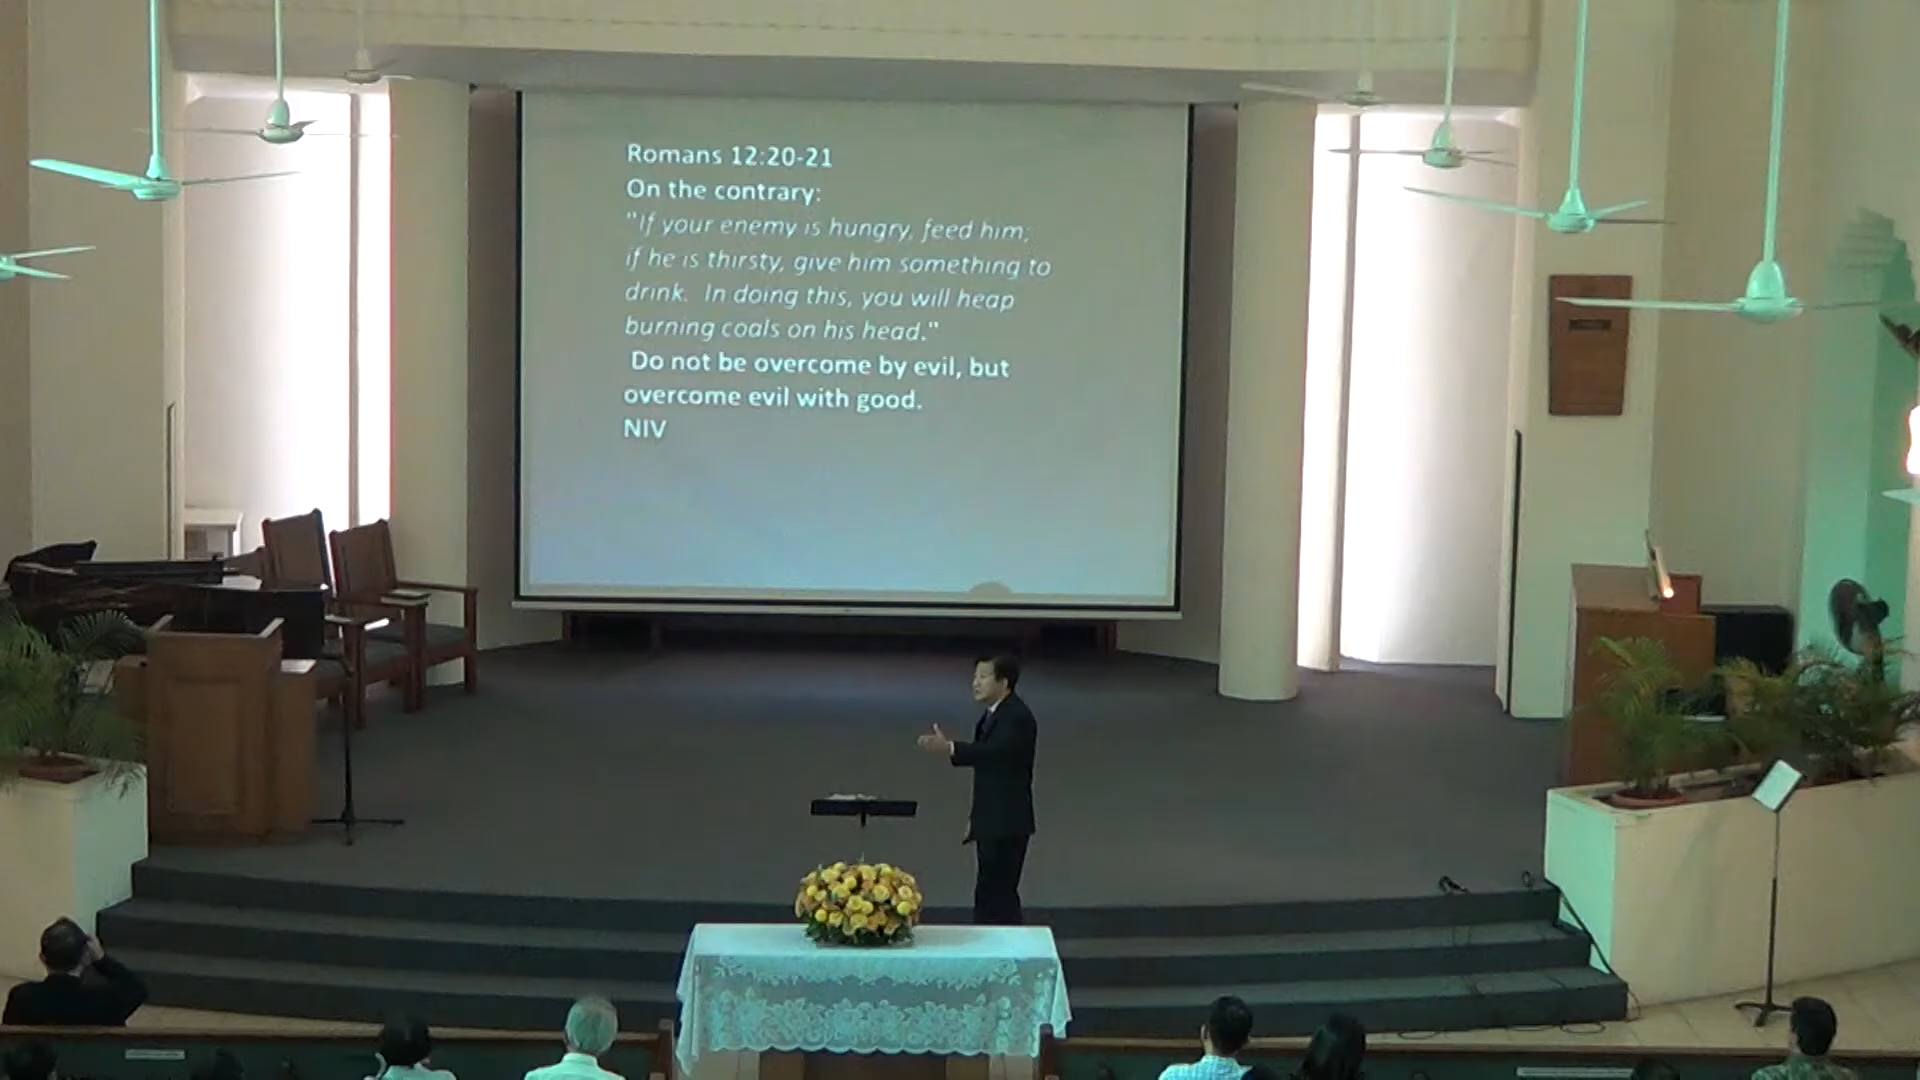 Romans 12:20-21
On the contrary:
"If your enemy is hungry, feed him;
if he is thirsty, give him something to
drink. In doing this, you will heap
burning coals on his head."
Do not be overcome by evil, but
overcome evil with good.
NIV